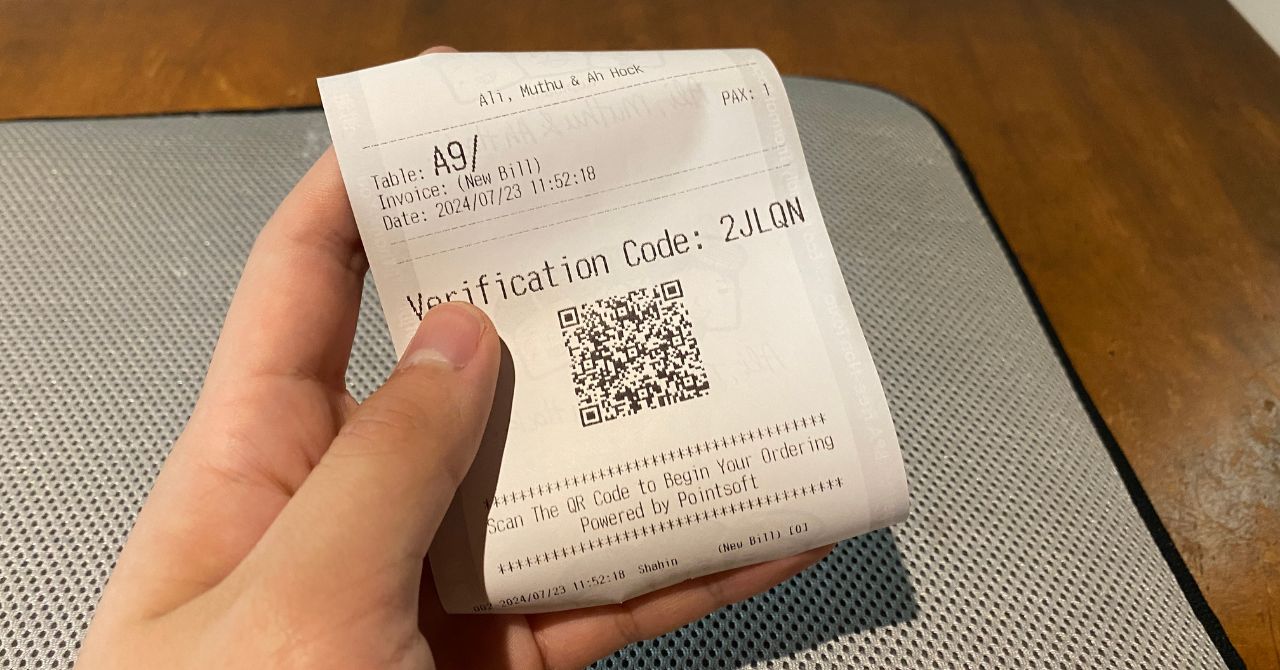 Ali, Muthu & Ah Hock
PAX: 1
Table: A9/
Invoice: (New Bill)
Date: 2024/07/23 11:52:18
Verification Code: 2JLQN
Scan The QR Code to Begin Your Ordering
Powered by Pointsoft
(New Bill) [0]
002 2024/07/23 11:52:18 Shahin